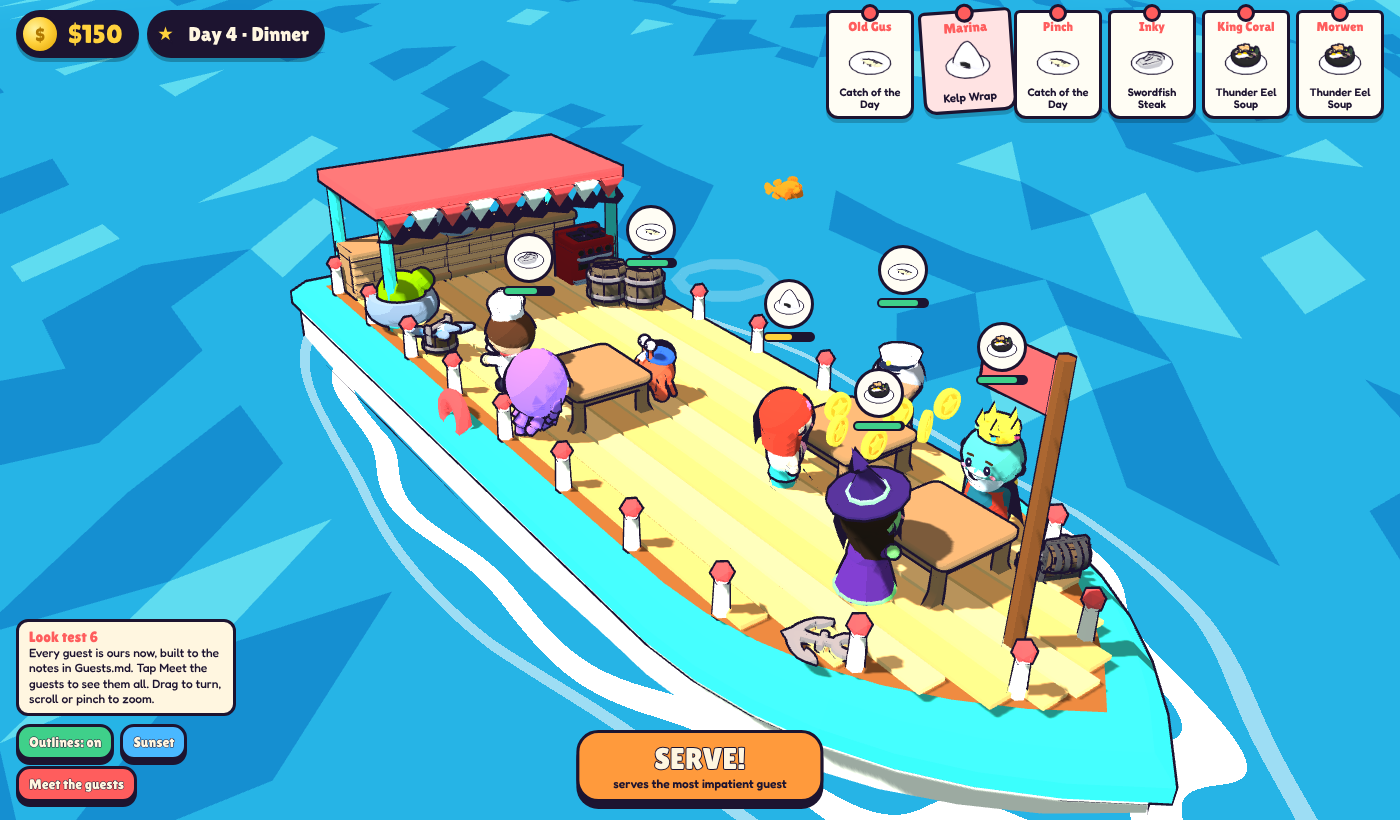 $ $150
★ Day 4 · Dinner
Old Gus
Catch of the
Day
Marina
Kelp Wrap
Pinch
Catch of the
Day
Inky
Swordfish
Steak
King Coral
Thunder Eel
Soup
Morwen
Thunder Eel
Soup
Look test 6
Every guest is ours now, built to the
notes in Guests.md. Tap Meet the
guests to see them all. Drag to turn,
scroll or pinch to zoom.
Outlines: on
Sunset
Meet the guests
SERVE!
serves the most impatient guest